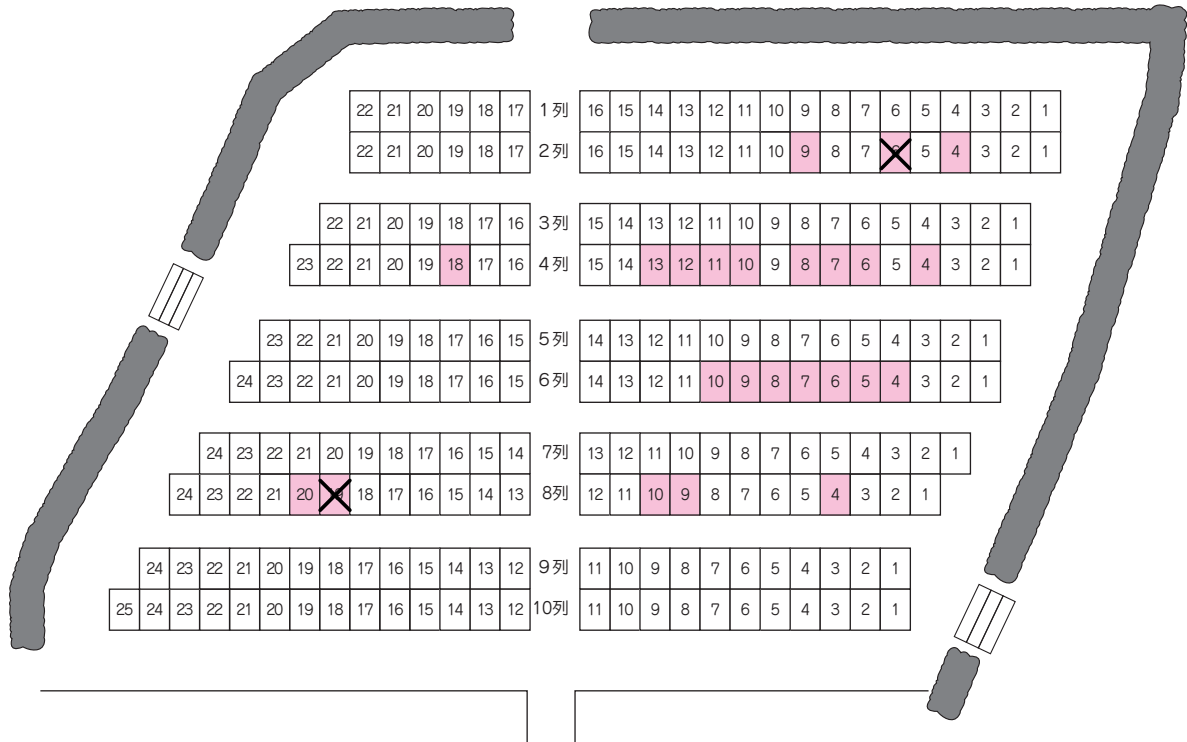 22 21 20 19 18 17 1列 16 15 14 13 12 11 10 9 8 7 6 5 4 3 2 1
22 21 20 19 18 17 2列 16 15 14 13 12 11 10 9 8 7 5 4 3 2 1
22 21 20 19 18 17 16 3列 15 14 13 12 11 10 9 8 7 6 5 4 3 2 1
23 22 21 20 19 18 17 16 4列 15 14 13 12 11 10 9 8 7 6 5 4 3 2 1
23 22 21 20 19 18 17 16 15 5列 14 13 12 11 10 9 8 7 6 5 4 3 2 1
24 23 22 21 20 19 18 17 16 15 6列 14 13 12 11 10 9 8 7 6 5 4 3 2 1
24 23 22 21 20 19 18 17 16 15 14 7列 13 12 11 10 9 8 7 6 5 4 3 2 1
24 23 22 21 20 18 17 16 15 14 13 8列 12 11 10 9 8 7 6 5 4 3 2 1
24 23 22 21 20 19 18 17 16 15 14 13 12 9列 11 10 9 8 7 6 5 4 3 2 1
25 24 23 22 21 20 19 18 17 16 15 14 13 12 10列 11 10 9 8 7 6 5 4 3 2 1